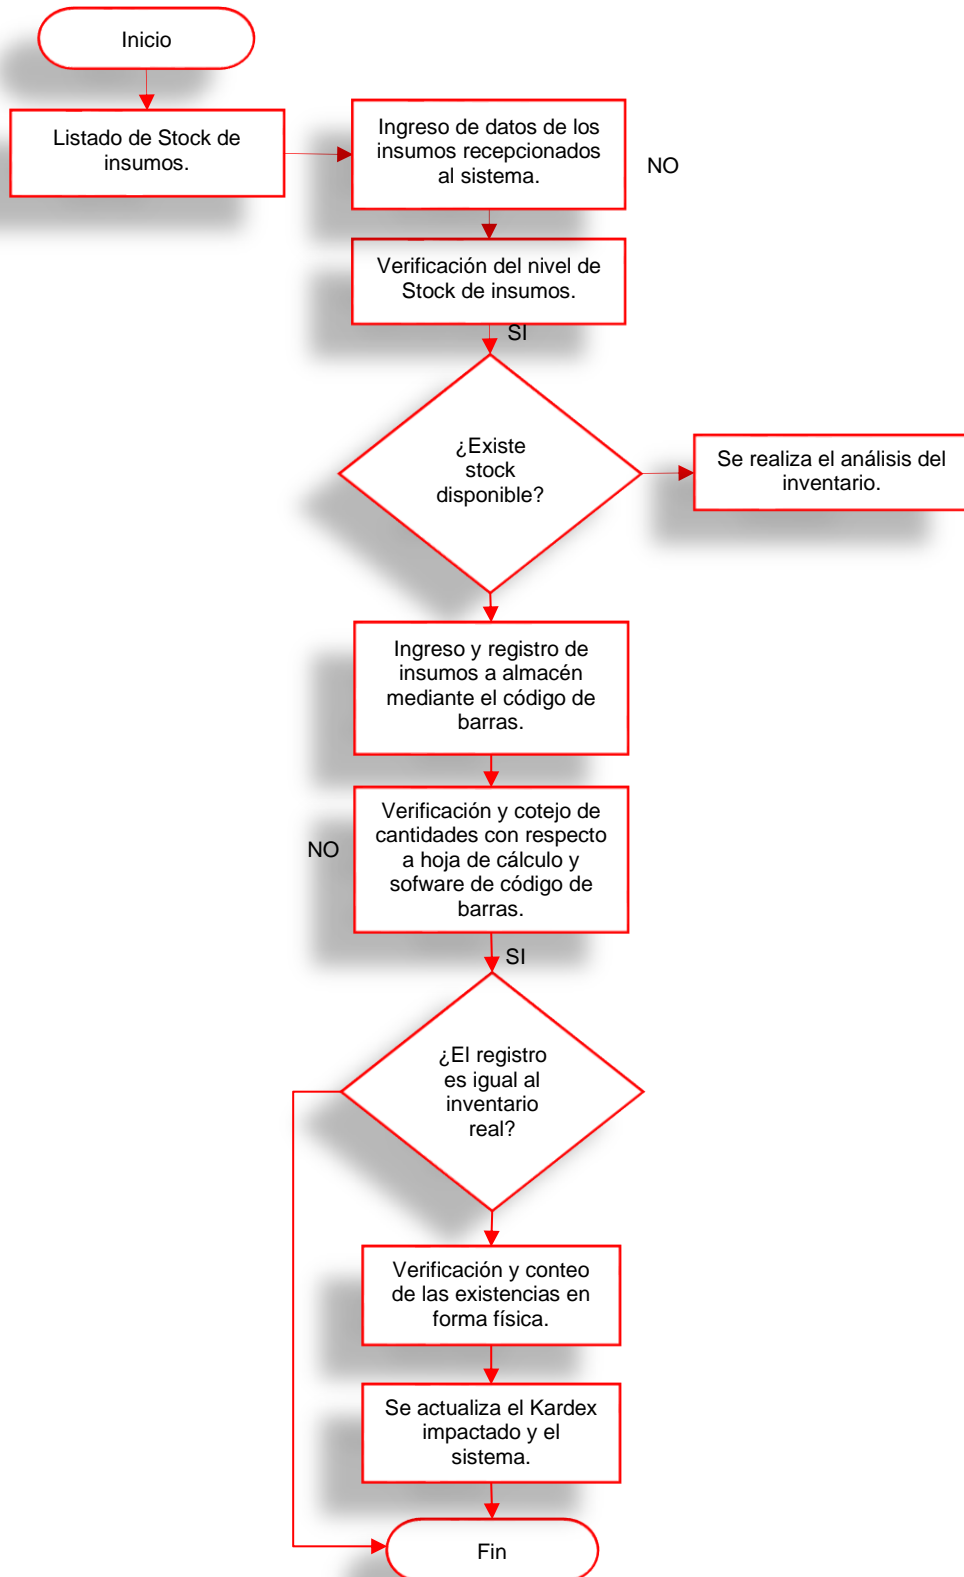 Inicio
Listado de Stock de
insumos.
Ingreso de datos de los
insumos recepcionados
al sistema.
NO
Verificación del nivel de
Stock de insumos.
SI
¿Existe
stock
disponible?
Se realiza el análisis del
inventario.
Ingreso y registro de
insumos a almacén
mediante el código de
barras.
Verificación y cotejo de
cantidades con respecto
a hoja de cálculo y
sofware de código de
barras.
NO
SI
¿El registro
es igual al
inventario
real?
Verificación y conteo
de las existencias en
forma física.
Se actualiza el Kardex
impactado y el
sistema.
Fin